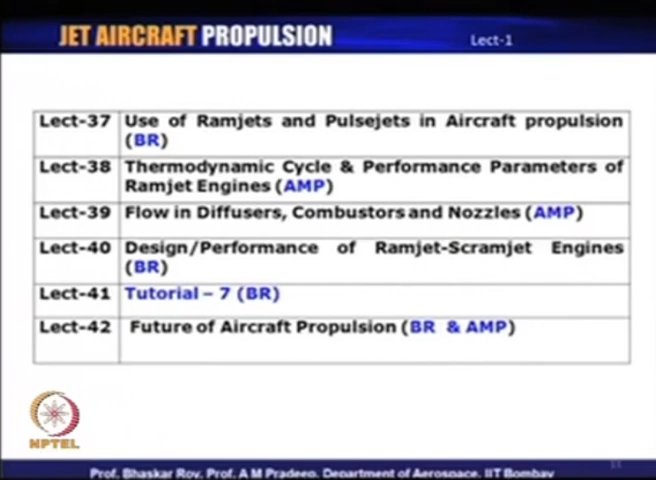 JET AIRCRAFT PROPULSION Lect-1
Lect-37 Use of Ramjets and Pulsejets in Aircraft propulsion
(BR)
Lect-38 Thermodynamic Cycle & Performance Parameters of
Ramjet Engines (AMP)
Lect-39 Flow in Diffusers, Combustors and Nozzles (AMP)
Lect-40 Design/Performance of Ramjet-Scramjet Engines
(BR)
Lect-41 Tutorial – 7 (BR)
Lect-42 Future of Aircraft Propulsion (BR & AMP)
NPTEL
Prof. Bhaskar Roy, Prof. A M Pradeep, Department of Aerospace, IIT Bombay